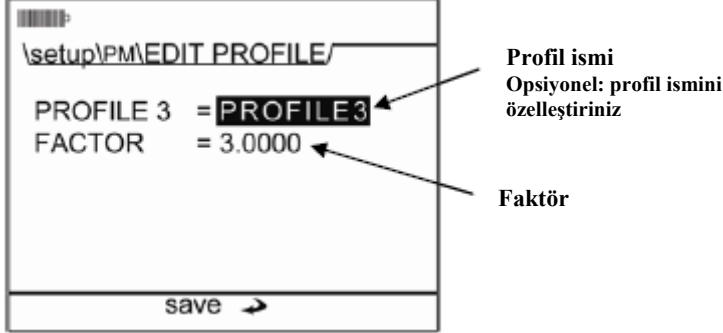 \setup\PM\EDIT PROFILE/
PROFILE 3 = PROFILE3
FACTOR = 3.0000
save
Profil ismi
Opsiyonel: profil ismini
özelleştiriniz
Faktör